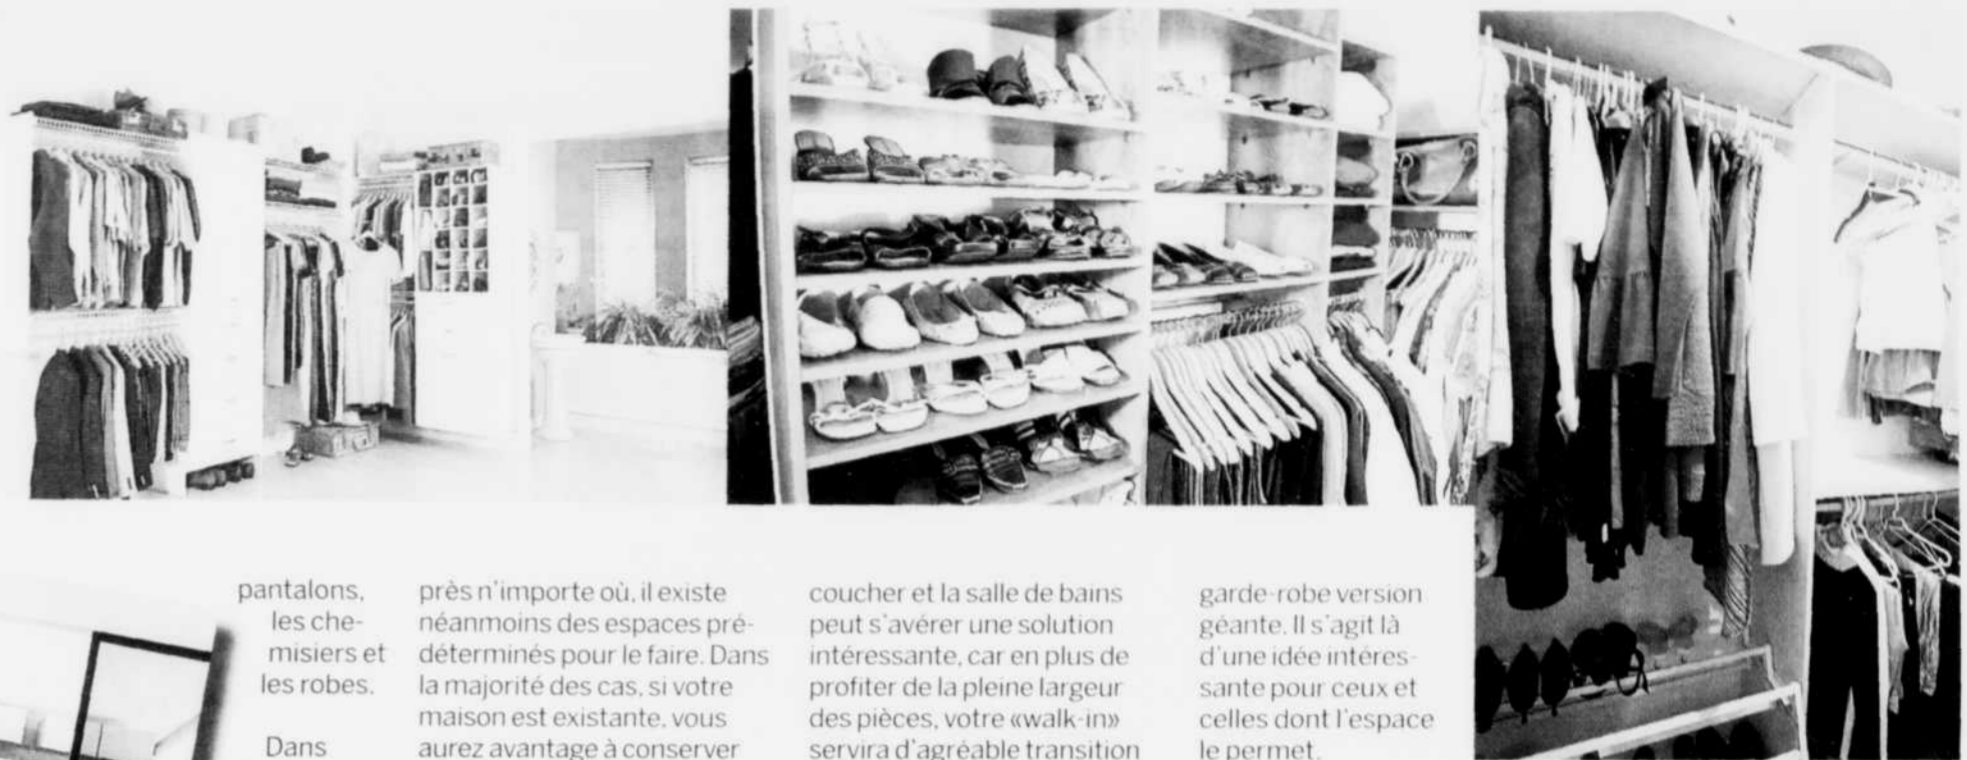 pantalons,
les che-
misiers et
les robes.
Dans
près n'importe où, il existe
néanmoins des espaces pré-
déterminés pour le faire. Dans
la majorité des cas, si votre
maison est existante, vous
aurez avantage à conserver
coucher et la salle de bains
peut s'avérer une solution
intéressante, car en plus de
profiter de la pleine largeur
des pièces, votre «walk-in»
servira d'agréable transition
garde-robe version
géante. Il s'agit là
d'une idée intéres-
sante pour ceux et
celles dont l'espace
le permet.